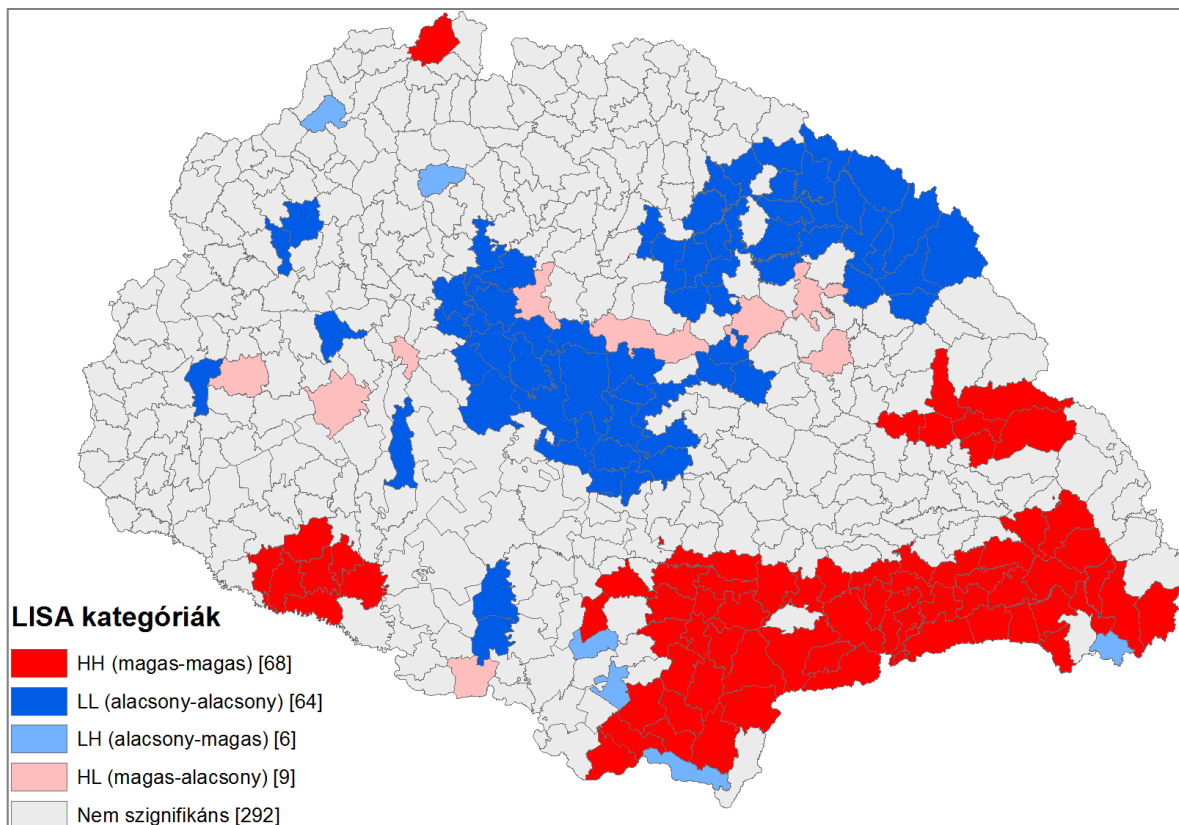 LISA kategóriák
HH (magas-magas) [68]
LL (alacsony-alacsony) [64]
LH (alacsony-magas) [6]
HL (magas-alacsony) [9]
Nem szignifikáns [292]